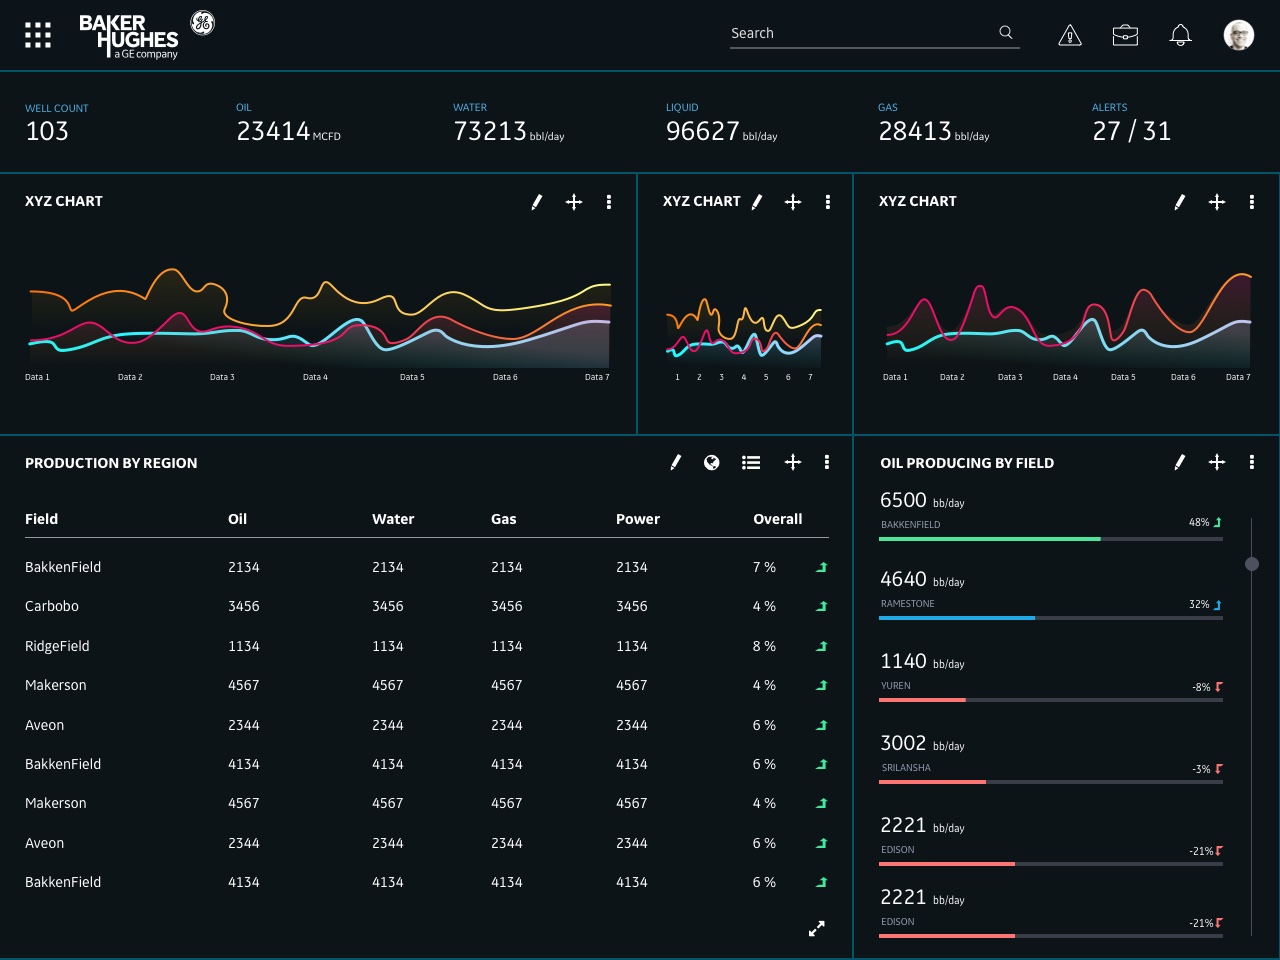 BAKER
HUGHES
a GE company
GE
Search
WELL COUNT
103
OIL
23414 MCFD
WATER
73213 bbl/day
LIQUID
96627 bbl/day
GAS
28413 bbl/day
ALERTS
27 / 31
XYZ CHART
Data 1 Data 2 Data 3 Data 4 Data 5 Data 6 Data 7
XYZ CHART
1 2 3 4 5 6 7
XYZ CHART
Data 1 Data 2 Data 3 Data 4 Data 5 Data 6 Data 7
PRODUCTION BY REGION
Field Oil Water Gas Power Overall
BakkenField 2134 2134 2134 2134 7 %
Carbobo 3456 3456 3456 3456 4 %
RidgeField 1134 1134 1134 1134 8 %
Makerson 4567 4567 4567 4567 4 %
Aveon 2344 2344 2344 2344 6 %
BakkenField 4134 4134 4134 4134 6 %
Makerson 4567 4567 4567 4567 4 %
Aveon 2344 2344 2344 2344 6 %
BakkenField 4134 4134 4134 4134 6 %
OIL PRODUCING BY FIELD
6500 bb/day
BAKKENFIELD 48%
4640 bb/day
RAMESTONE 32%
1140 bb/day
YUREN -8%
3002 bb/day
SRILANSHA -3%
2221 bb/day
EDISON -21%
2221 bb/day
EDISON -21%